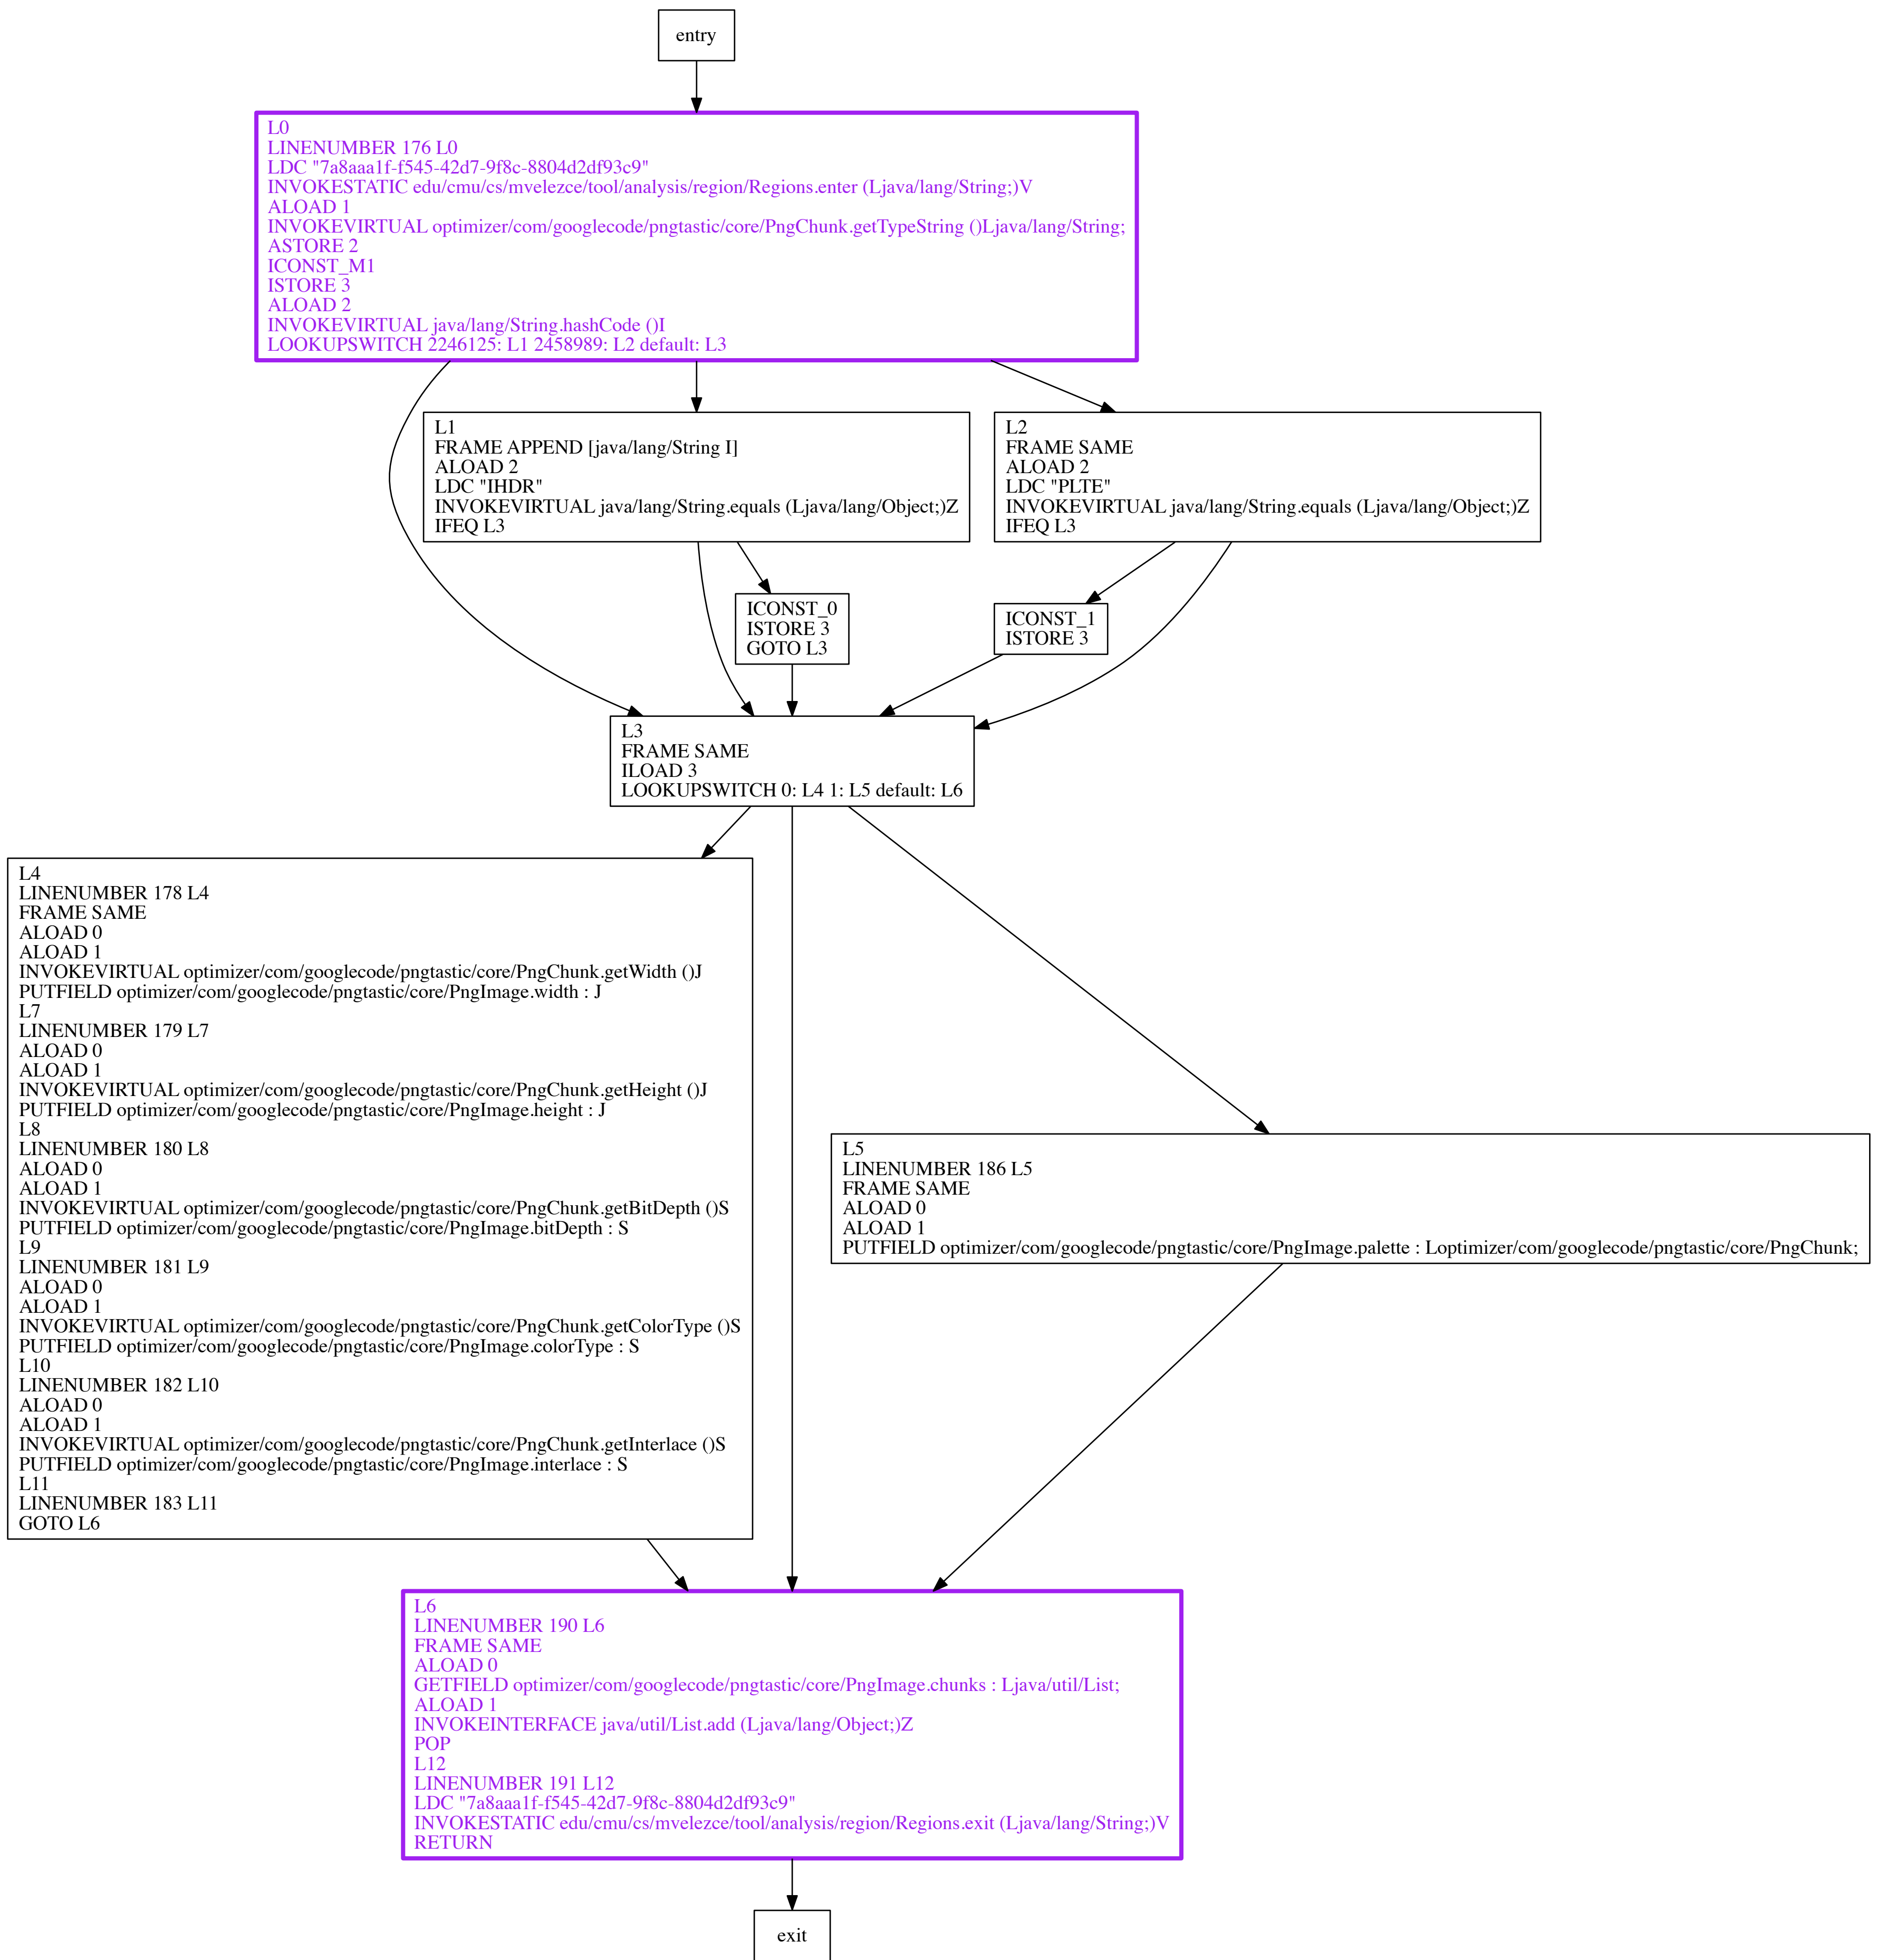 entry
L0
LINENUMBER 176 L0
LDC "7a8aaa1f-f545-42d7-9f8c-8804d2df93c9"
INVOKESTATIC edu/cmu/cs/mvelezce/tool/analysis/region/Regions.enter (Ljava/lang/String;)V
ALOAD 1
INVOKEVIRTUAL optimizer/com/googlecode/pngtastic/core/PngChunk.getTypeString ()Ljava/lang/String;
ASTORE 2
ICONST_M1
ISTORE 3
ALOAD 2
INVOKEVIRTUAL java/lang/String.hashCode ()I
LOOKUPSWITCH 2246125: L1 2458989: L2 default: L3
L1
FRAME APPEND [java/lang/String I]
ALOAD 2
LDC "IHDR"
INVOKEVIRTUAL java/lang/String.equals (Ljava/lang/Object;)Z
IFEQ L3
L2
FRAME SAME
ALOAD 2
LDC "PLTE"
INVOKEVIRTUAL java/lang/String.equals (Ljava/lang/Object;)Z
IFEQ L3
ICONST_0
ISTORE 3
GOTO L3
ICONST_1
ISTORE 3
L3
FRAME SAME
ILOAD 3
LOOKUPSWITCH 0: L4 1: L5 default: L6
L4
LINENUMBER 178 L4
FRAME SAME
ALOAD 0
ALOAD 1
INVOKEVIRTUAL optimizer/com/googlecode/pngtastic/core/PngChunk.getWidth ()J
PUTFIELD optimizer/com/googlecode/pngtastic/core/PngImage.width : J
L7
LINENUMBER 179 L7
ALOAD 0
ALOAD 1
INVOKEVIRTUAL optimizer/com/googlecode/pngtastic/core/PngChunk.getHeight ()J
PUTFIELD optimizer/com/googlecode/pngtastic/core/PngImage.height : J
L8
LINENUMBER 180 L8
ALOAD 0
ALOAD 1
INVOKEVIRTUAL optimizer/com/googlecode/pngtastic/core/PngChunk.getBitDepth ()S
PUTFIELD optimizer/com/googlecode/pngtastic/core/PngImage.bitDepth : S
L9
LINENUMBER 181 L9
ALOAD 0
ALOAD 1
INVOKEVIRTUAL optimizer/com/googlecode/pngtastic/core/PngChunk.getColorType ()S
PUTFIELD optimizer/com/googlecode/pngtastic/core/PngImage.colorType : S
L10
LINENUMBER 182 L10
ALOAD 0
ALOAD 1
INVOKEVIRTUAL optimizer/com/googlecode/pngtastic/core/PngChunk.getInterlace ()S
PUTFIELD optimizer/com/googlecode/pngtastic/core/PngImage.interlace : S
L11
LINENUMBER 183 L11
GOTO L6
L5
LINENUMBER 186 L5
FRAME SAME
ALOAD 0
ALOAD 1
PUTFIELD optimizer/com/googlecode/pngtastic/core/PngImage.palette : Loptimizer/com/googlecode/pngtastic/core/PngChunk;
L6
LINENUMBER 190 L6
FRAME SAME
ALOAD 0
GETFIELD optimizer/com/googlecode/pngtastic/core/PngImage.chunks : Ljava/util/List;
ALOAD 1
INVOKEINTERFACE java/util/List.add (Ljava/lang/Object;)Z
POP
L12
LINENUMBER 191 L12
LDC "7a8aaa1f-f545-42d7-9f8c-8804d2df93c9"
INVOKESTATIC edu/cmu/cs/mvelezce/tool/analysis/region/Regions.exit (Ljava/lang/String;)V
RETURN
exit